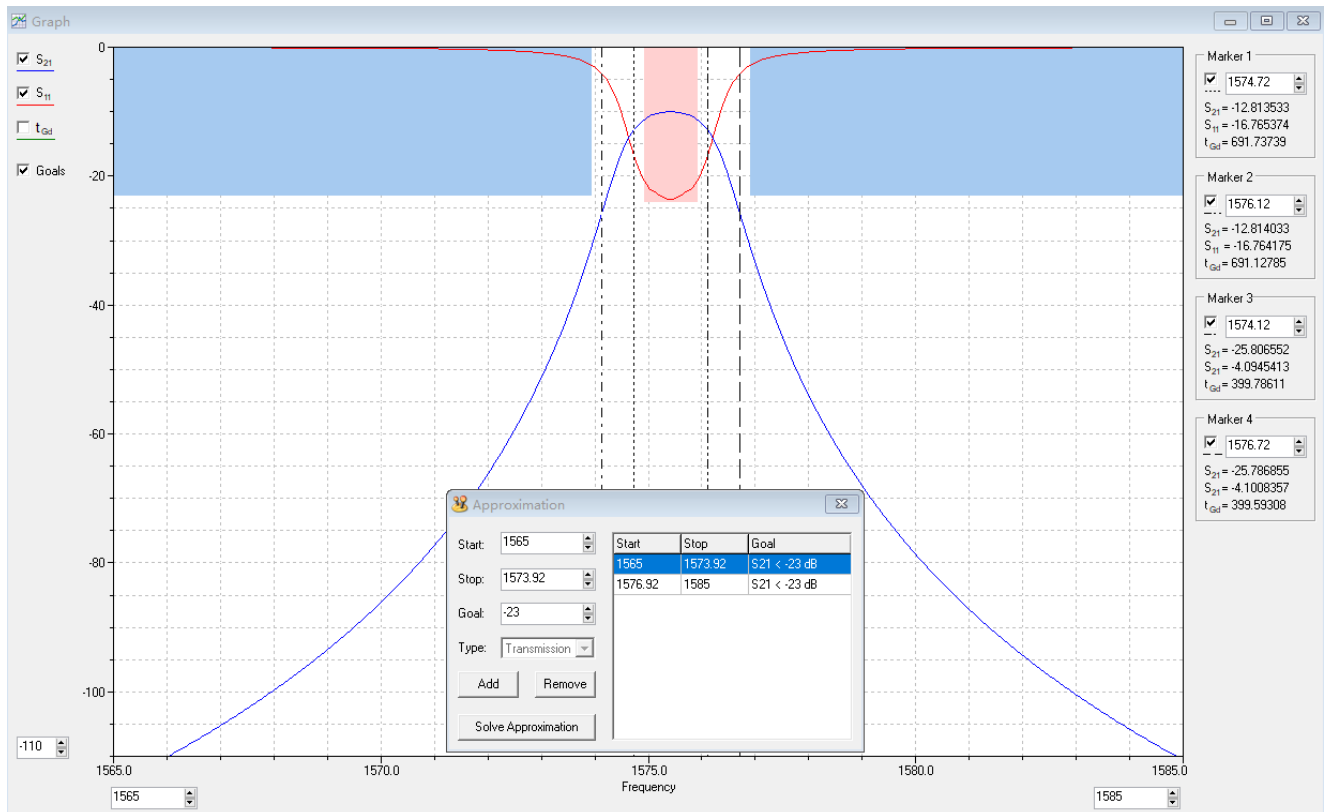 Graph
S21
S11
tGd
Goals
0
-20
-40
-60
-80
-100
-110
1565.0
1570.0
1575.0
1580.0
1585.0
Frequency
1565
1585
Marker 1
1574.72
S21= -12.813533
S11 = -16.765374
tGd= 691.73739
Marker 2
1576.12
S21= -12.814033
S11 = -16.764175
tGd= 691.12785
Marker 3
1574.12
S21= -25.806552
S21= -4.0945413
tGd= 399.78611
Marker 4
1576.72
S21= -25.786855
S21= -4.1008357
tGd= 399.59308
Approximation
Start: 1565
Stop: 1573.92
Goal: -23
Type: Transmission
Add Remove
Solve Approximation
Start Stop Goal
1565 1573.92 S21 < -23 dB
1576.92 1585 S21 < -23 dB